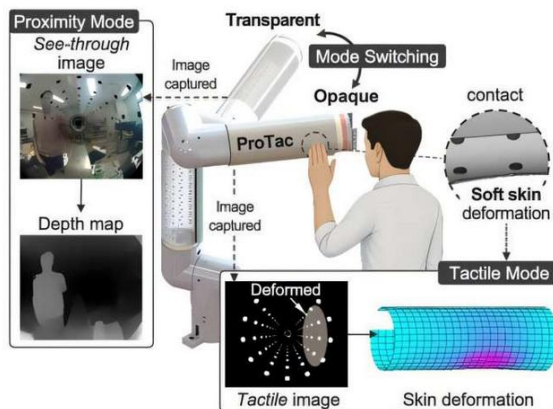 Proximity Mode
See-through
image
Depth map
Image
captured
Transparent
Mode Switching
Opaque
ProTac
Image
captured
contact
Soft skin
deformation
Tactile Mode
Deformed
Tactile image
Skin deformation